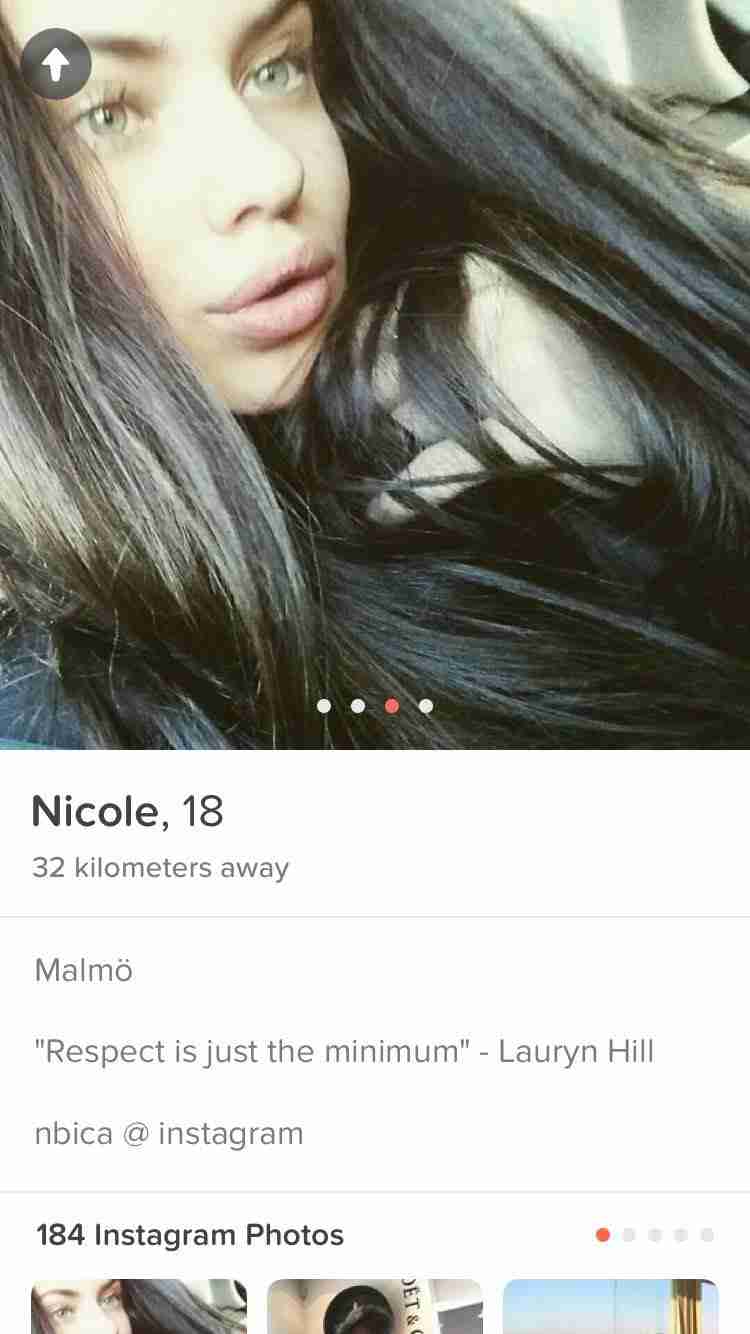 Nicole, 18
32 kilometers away
Malmö
"Respect is just the minimum" - Lauryn Hill
nbica @ instagram
184 Instagram Photos